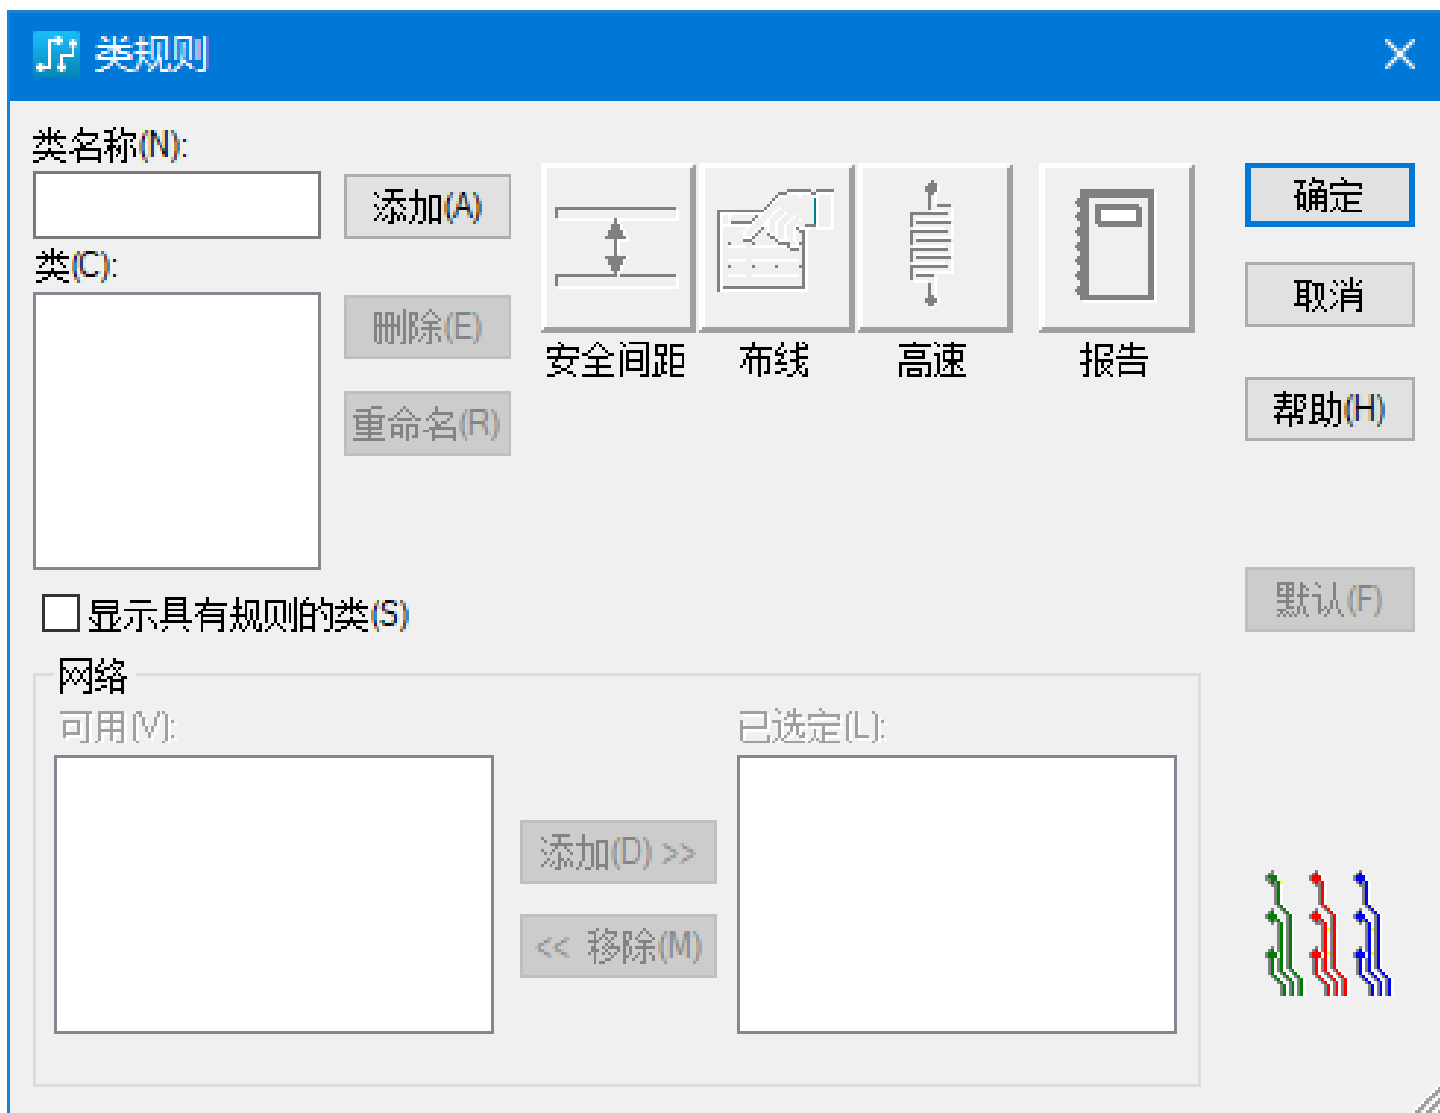 类规则
类名称(N):
添加(A)
确定
类(C):
取消
删除(E)
安全间距
布线
高速
报告
重命名(R)
帮助(H)
显示具有规则的类(S)
默认(F)
网络
可用(V):
已选定(L):
添加(D) >>
<< 移除(M)